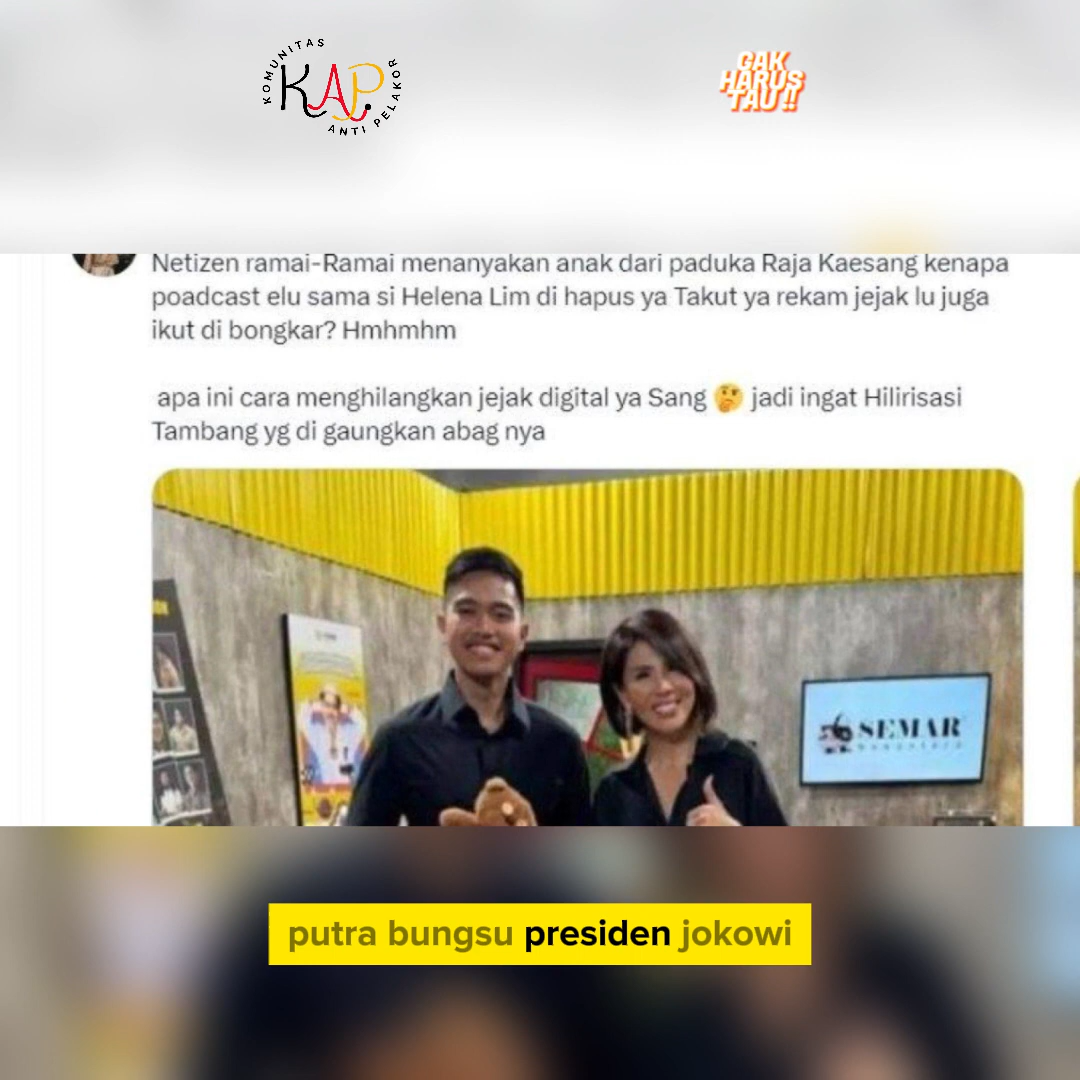 KOMUNITAS
KAP
ANTI PELAKOR
GAK
HARUS
TAU !!
Netizen ramai-Ramai menanyakan anak dari paduka Raja Kaesang kenapa
poadcast elu sama si Helena Lim di hapus ya Takut ya rekam jejak lu juga
ikut di bongkar? Hmhmhm
apa ini cara menghilangkan jejak digital ya Sang 🤔 jadi ingat Hilirisasi
Tambang yg di gaungkan abag nya
SEMAR
putra bungsu presiden jokowi